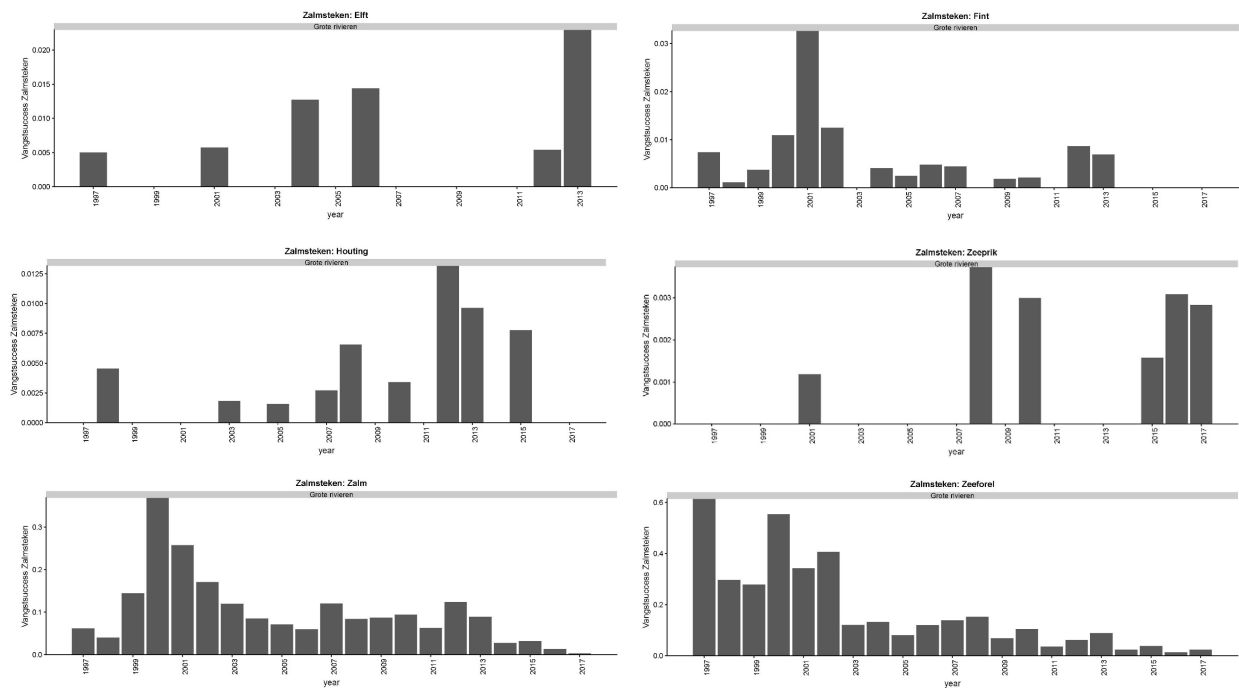 Zalmsteken: Elft
Grote rivieren
Vangstsuccess Zalmsteken
0.020
0.015
0.010
0.005
0.000
1997 1999 2001 2003 2005 2007 2009 2011 2013
year
Zalmsteken: Fint
Grote rivieren
Vangstsuccess Zalmsteken
0.03
0.02
0.01
0.00
1997 1999 2001 2003 2005 2007 2009 2011 2013 2015 2017
year
Zalmsteken: Houting
Grote rivieren
Vangstsuccess Zalmsteken
0.0125
0.0100
0.0075
0.0050
0.0025
0.0000
1997 1999 2001 2003 2005 2007 2009 2011 2013 2015 2017
year
Zalmsteken: Zeeprik
Grote rivieren
Vangstsuccess Zalmsteken
0.003
0.002
0.001
0.000
1997 1999 2001 2003 2005 2007 2009 2011 2013 2015 2017
year
Zalmsteken: Zalm
Grote rivieren
Vangstsuccess Zalmsteken
0.3
0.2
0.1
0.0
1997 1999 2001 2003 2005 2007 2009 2011 2013 2015 2017
year
Zalmsteken: Zeeforel
Grote rivieren
Vangstsuccess Zalmsteken
0.6
0.4
0.2
0.0
1997 1999 2001 2003 2005 2007 2009 2011 2013 2015 2017
year